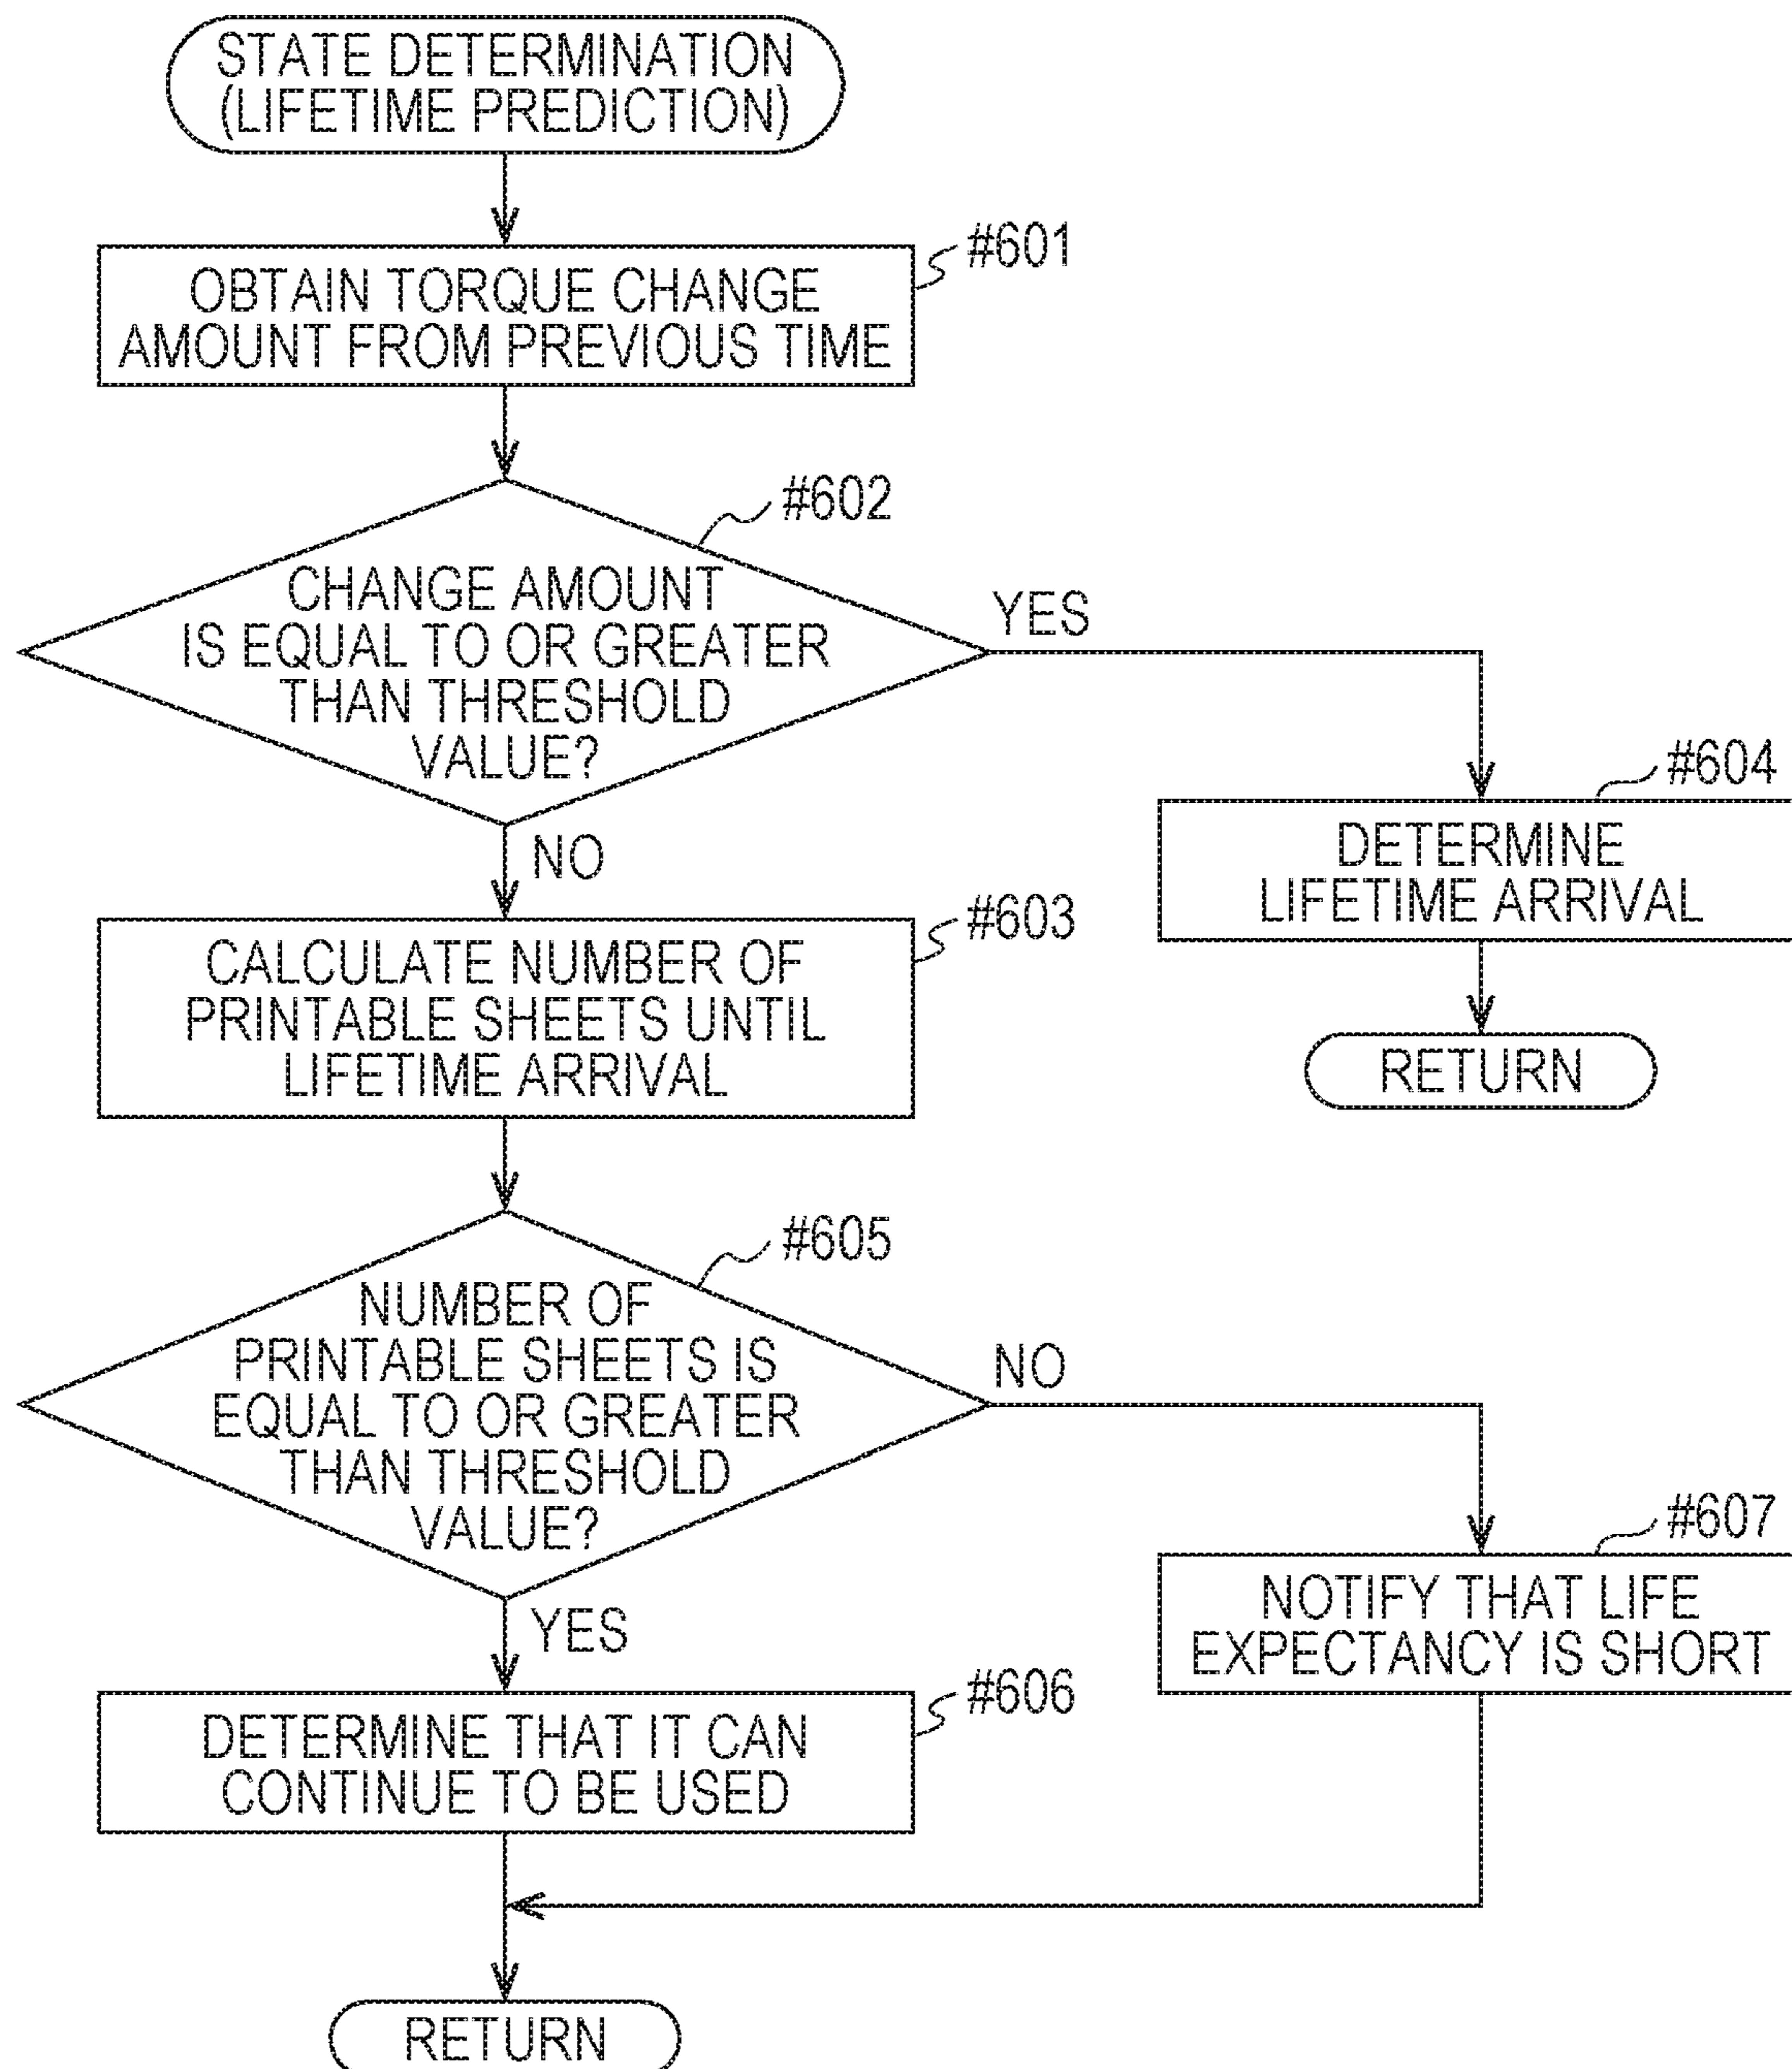 STATE DETERMINATION
(LIFETIME PREDICTION)
#601
OBTAIN TORQUE CHANGE
AMOUNT FROM PREVIOUS TIME
#602
CHANGE AMOUNT
IS EQUAL TO OR GREATER
THAN THRESHOLD
VALUE?
YES
NO
#604
DETERMINE
LIFETIME ARRIVAL
RETURN
#603
CALCULATE NUMBER OF
PRINTABLE SHEETS UNTIL
LIFETIME ARRIVAL
#605
NUMBER OF
PRINTABLE SHEETS IS
EQUAL TO OR GREATER
THAN THRESHOLD
VALUE?
NO
YES
#607
NOTIFY THAT LIFE
EXPECTANCY IS SHORT
#606
DETERMINE THAT IT CAN
CONTINUE TO BE USED
RETURN